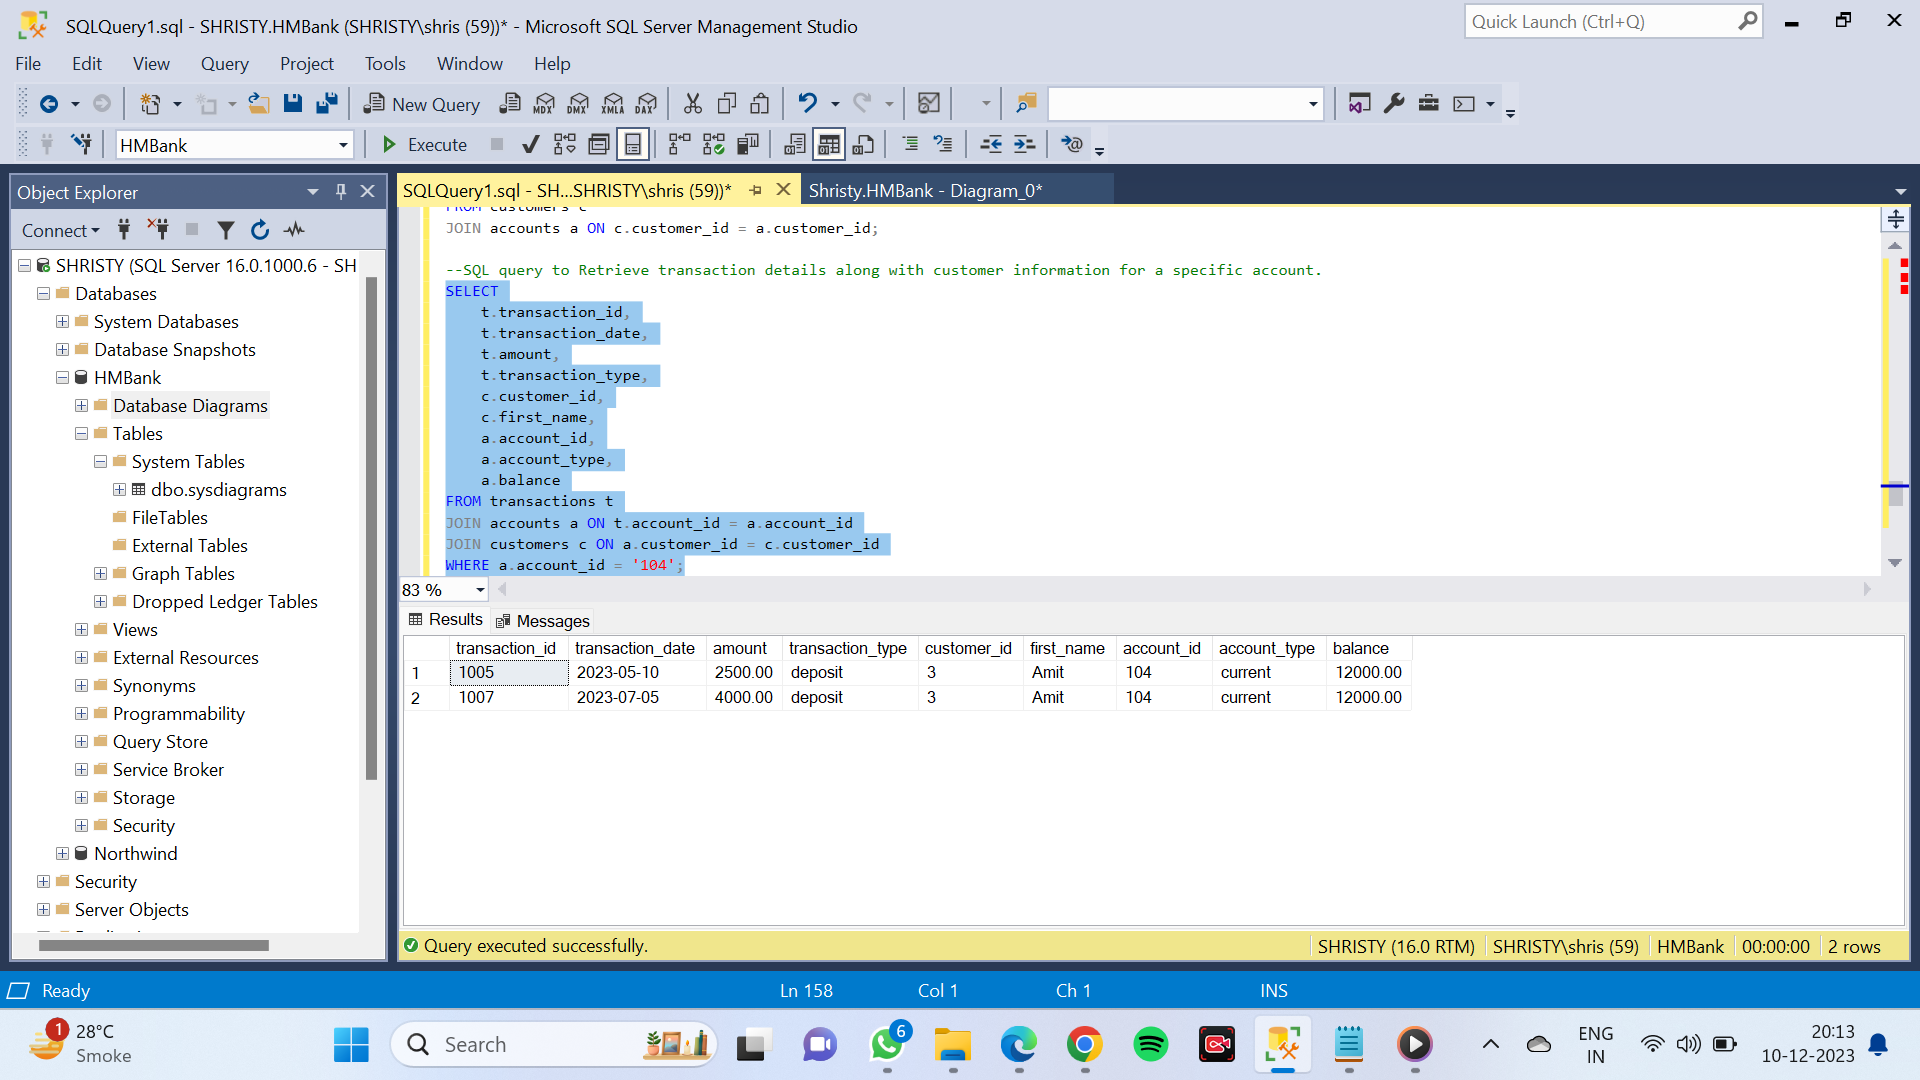 SQLQuery1.sql - SHRISTY.HMBank (SHRISTY\shris (59))* - Microsoft SQL Server Management Studio
Quick Launch (Ctrl+Q)
File Edit View Query Project Tools Window Help
New Query MDX DMX XMLA DAX
HMBank Execute
Object Explorer
SQLQuery1.sql - SH...SHRISTY\shris (59))* Shristy.HMBank - Diagram_0*
Connect
SHRISTY (SQL Server 16.0.1000.6 - SH
Databases
System Databases
Database Snapshots
HMBank
Database Diagrams
Tables
System Tables
dbo.sysdiagrams
FileTables
External Tables
Graph Tables
Dropped Ledger Tables
Views
External Resources
Synonyms
Programmability
Query Store
Service Broker
Storage
Security
Northwind
Security
Server Objects
FROM customers c
JOIN accounts a ON c.customer_id = a.customer_id;
--SQL query to Retrieve transaction details along with customer information for a specific account.
SELECT
t.transaction_id,
t.transaction_date,
t.amount,
t.transaction_type,
c.customer_id,
c.first_name,
a.account_id,
a.account_type,
a.balance
FROM transactions t
JOIN accounts a ON t.account_id = a.account_id
JOIN customers c ON a.customer_id = c.customer_id
WHERE a.account_id = '104';
83 %
Results Messages
transaction_id transaction_date amount transaction_type customer_id first_name account_id account_type balance
1 1005 2023-05-10 2500.00 deposit 3 Amit 104 current 12000.00
2 1007 2023-07-05 4000.00 deposit 3 Amit 104 current 12000.00
Query executed successfully. SHRISTY (16.0 RTM) SHRISTY\shris (59) HMBank 00:00:00 2 rows
Ready Ln 158 Col 1 Ch 1 INS
1 28°C
Smoke
Search
6
ENG
IN
20:13
10-12-2023